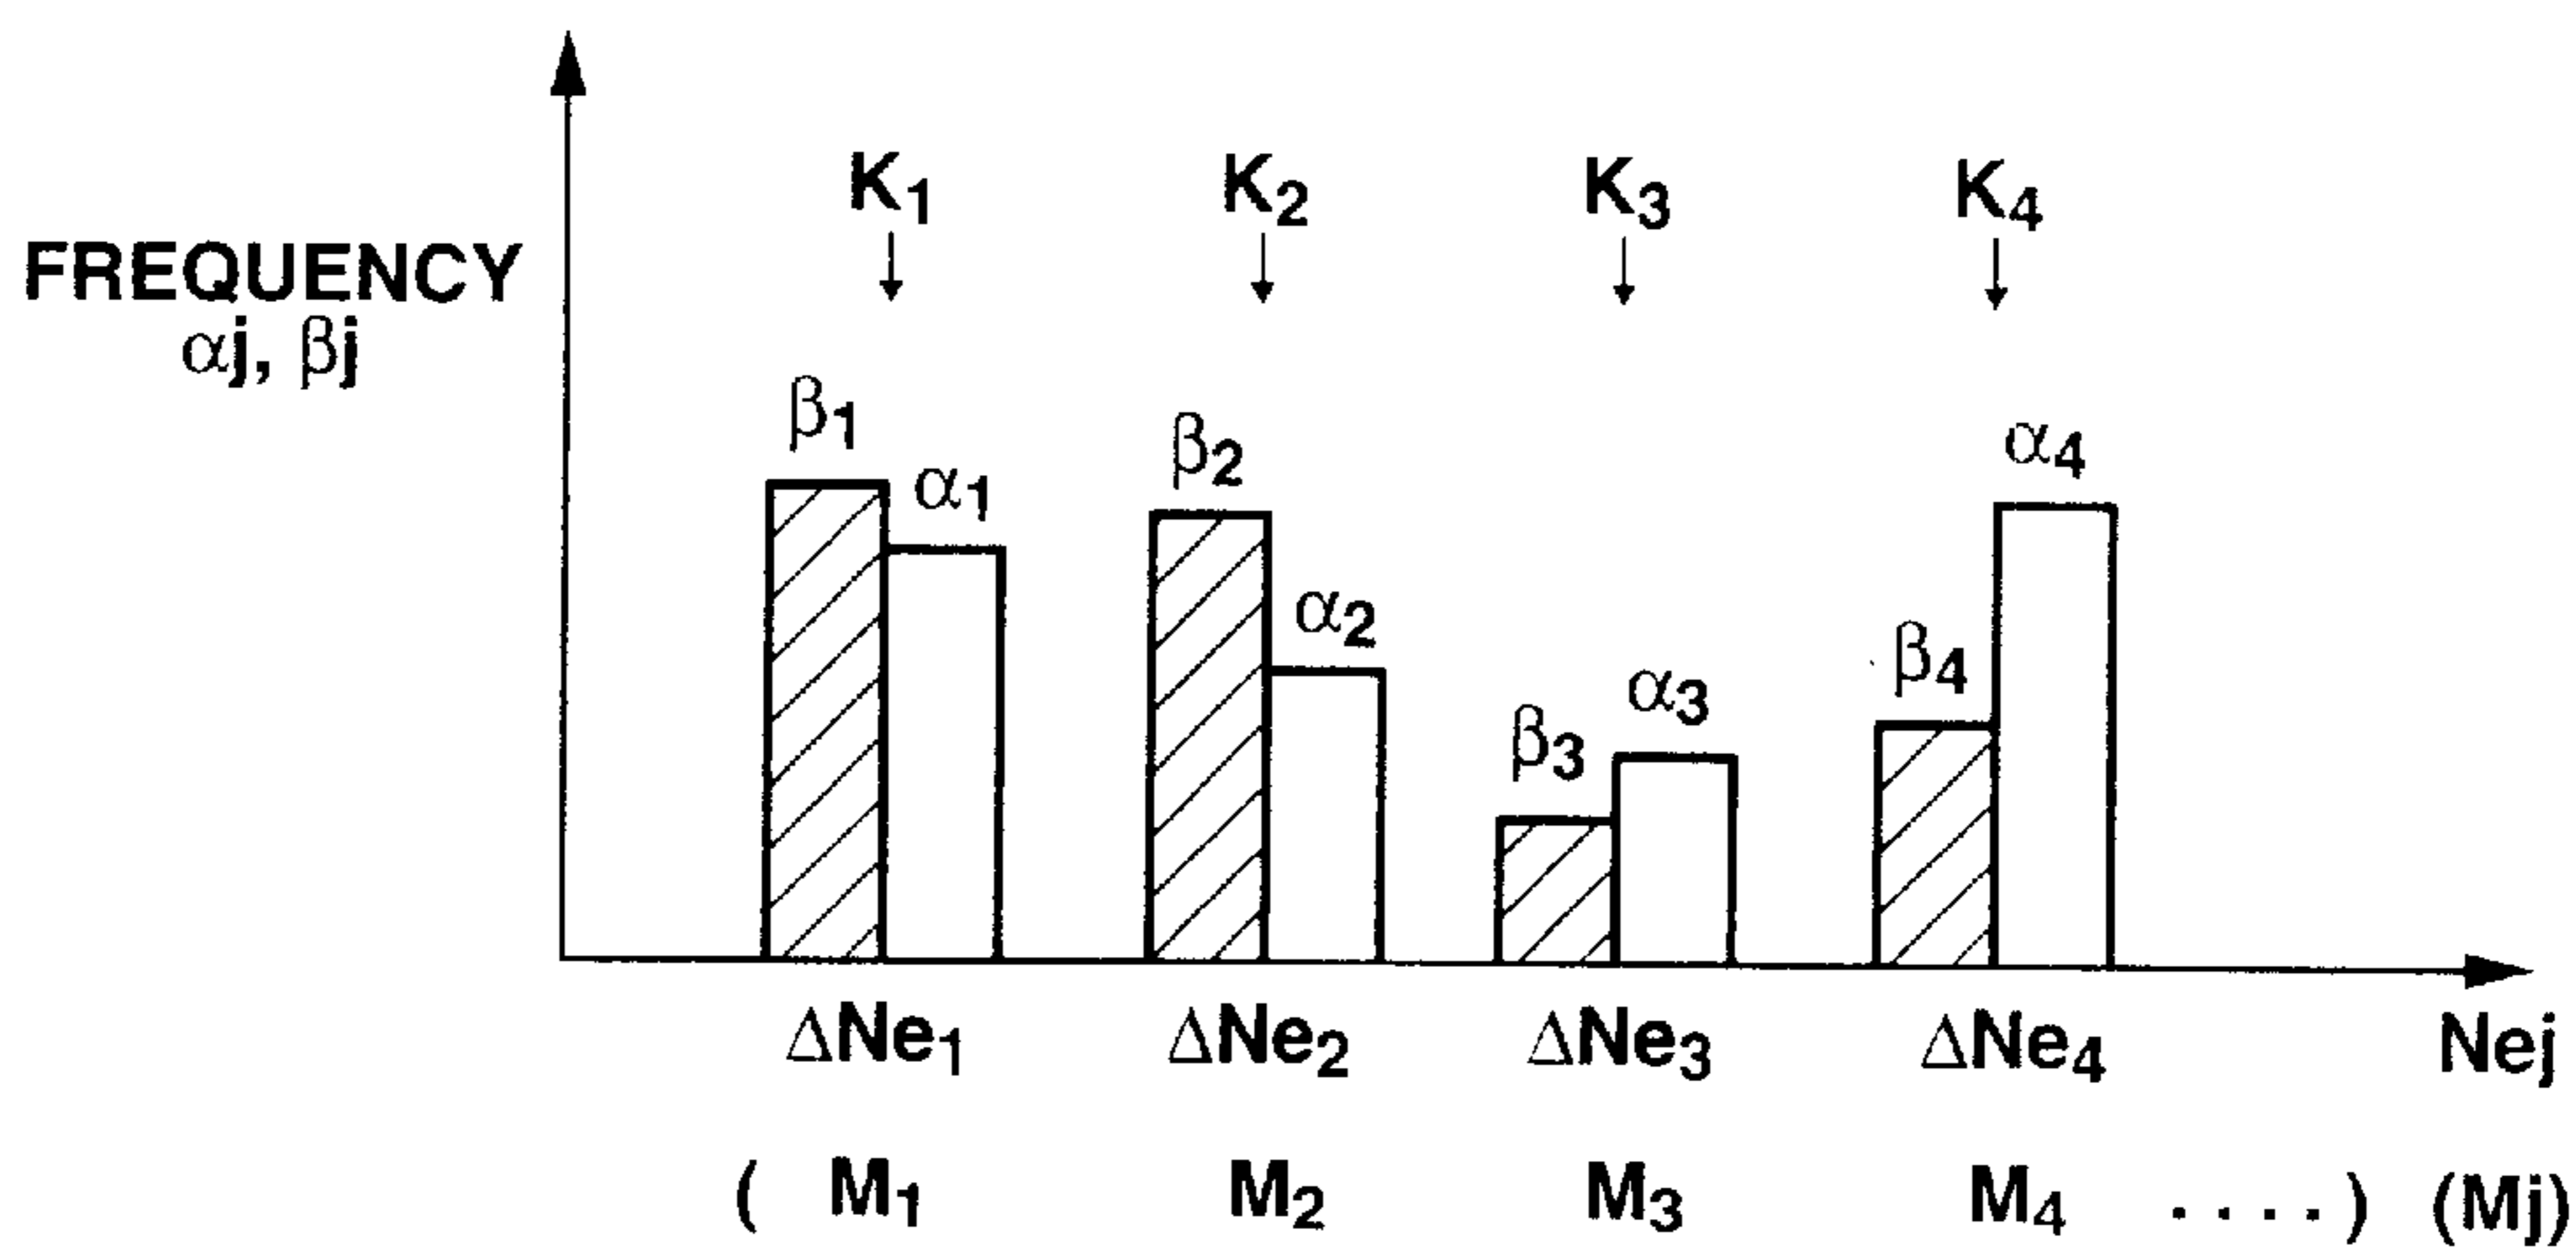 K₁ K₂ K₃ K₄
FREQUENCY
αj, βj
β₁ α₁ β₂ α₂ β₃ α₃ β₄ α₄
ΔNe₁ ΔNe₂ ΔNe₃ ΔNe₄ Nej
( M₁ M₂ M₃ M₄ ....) (Mj)